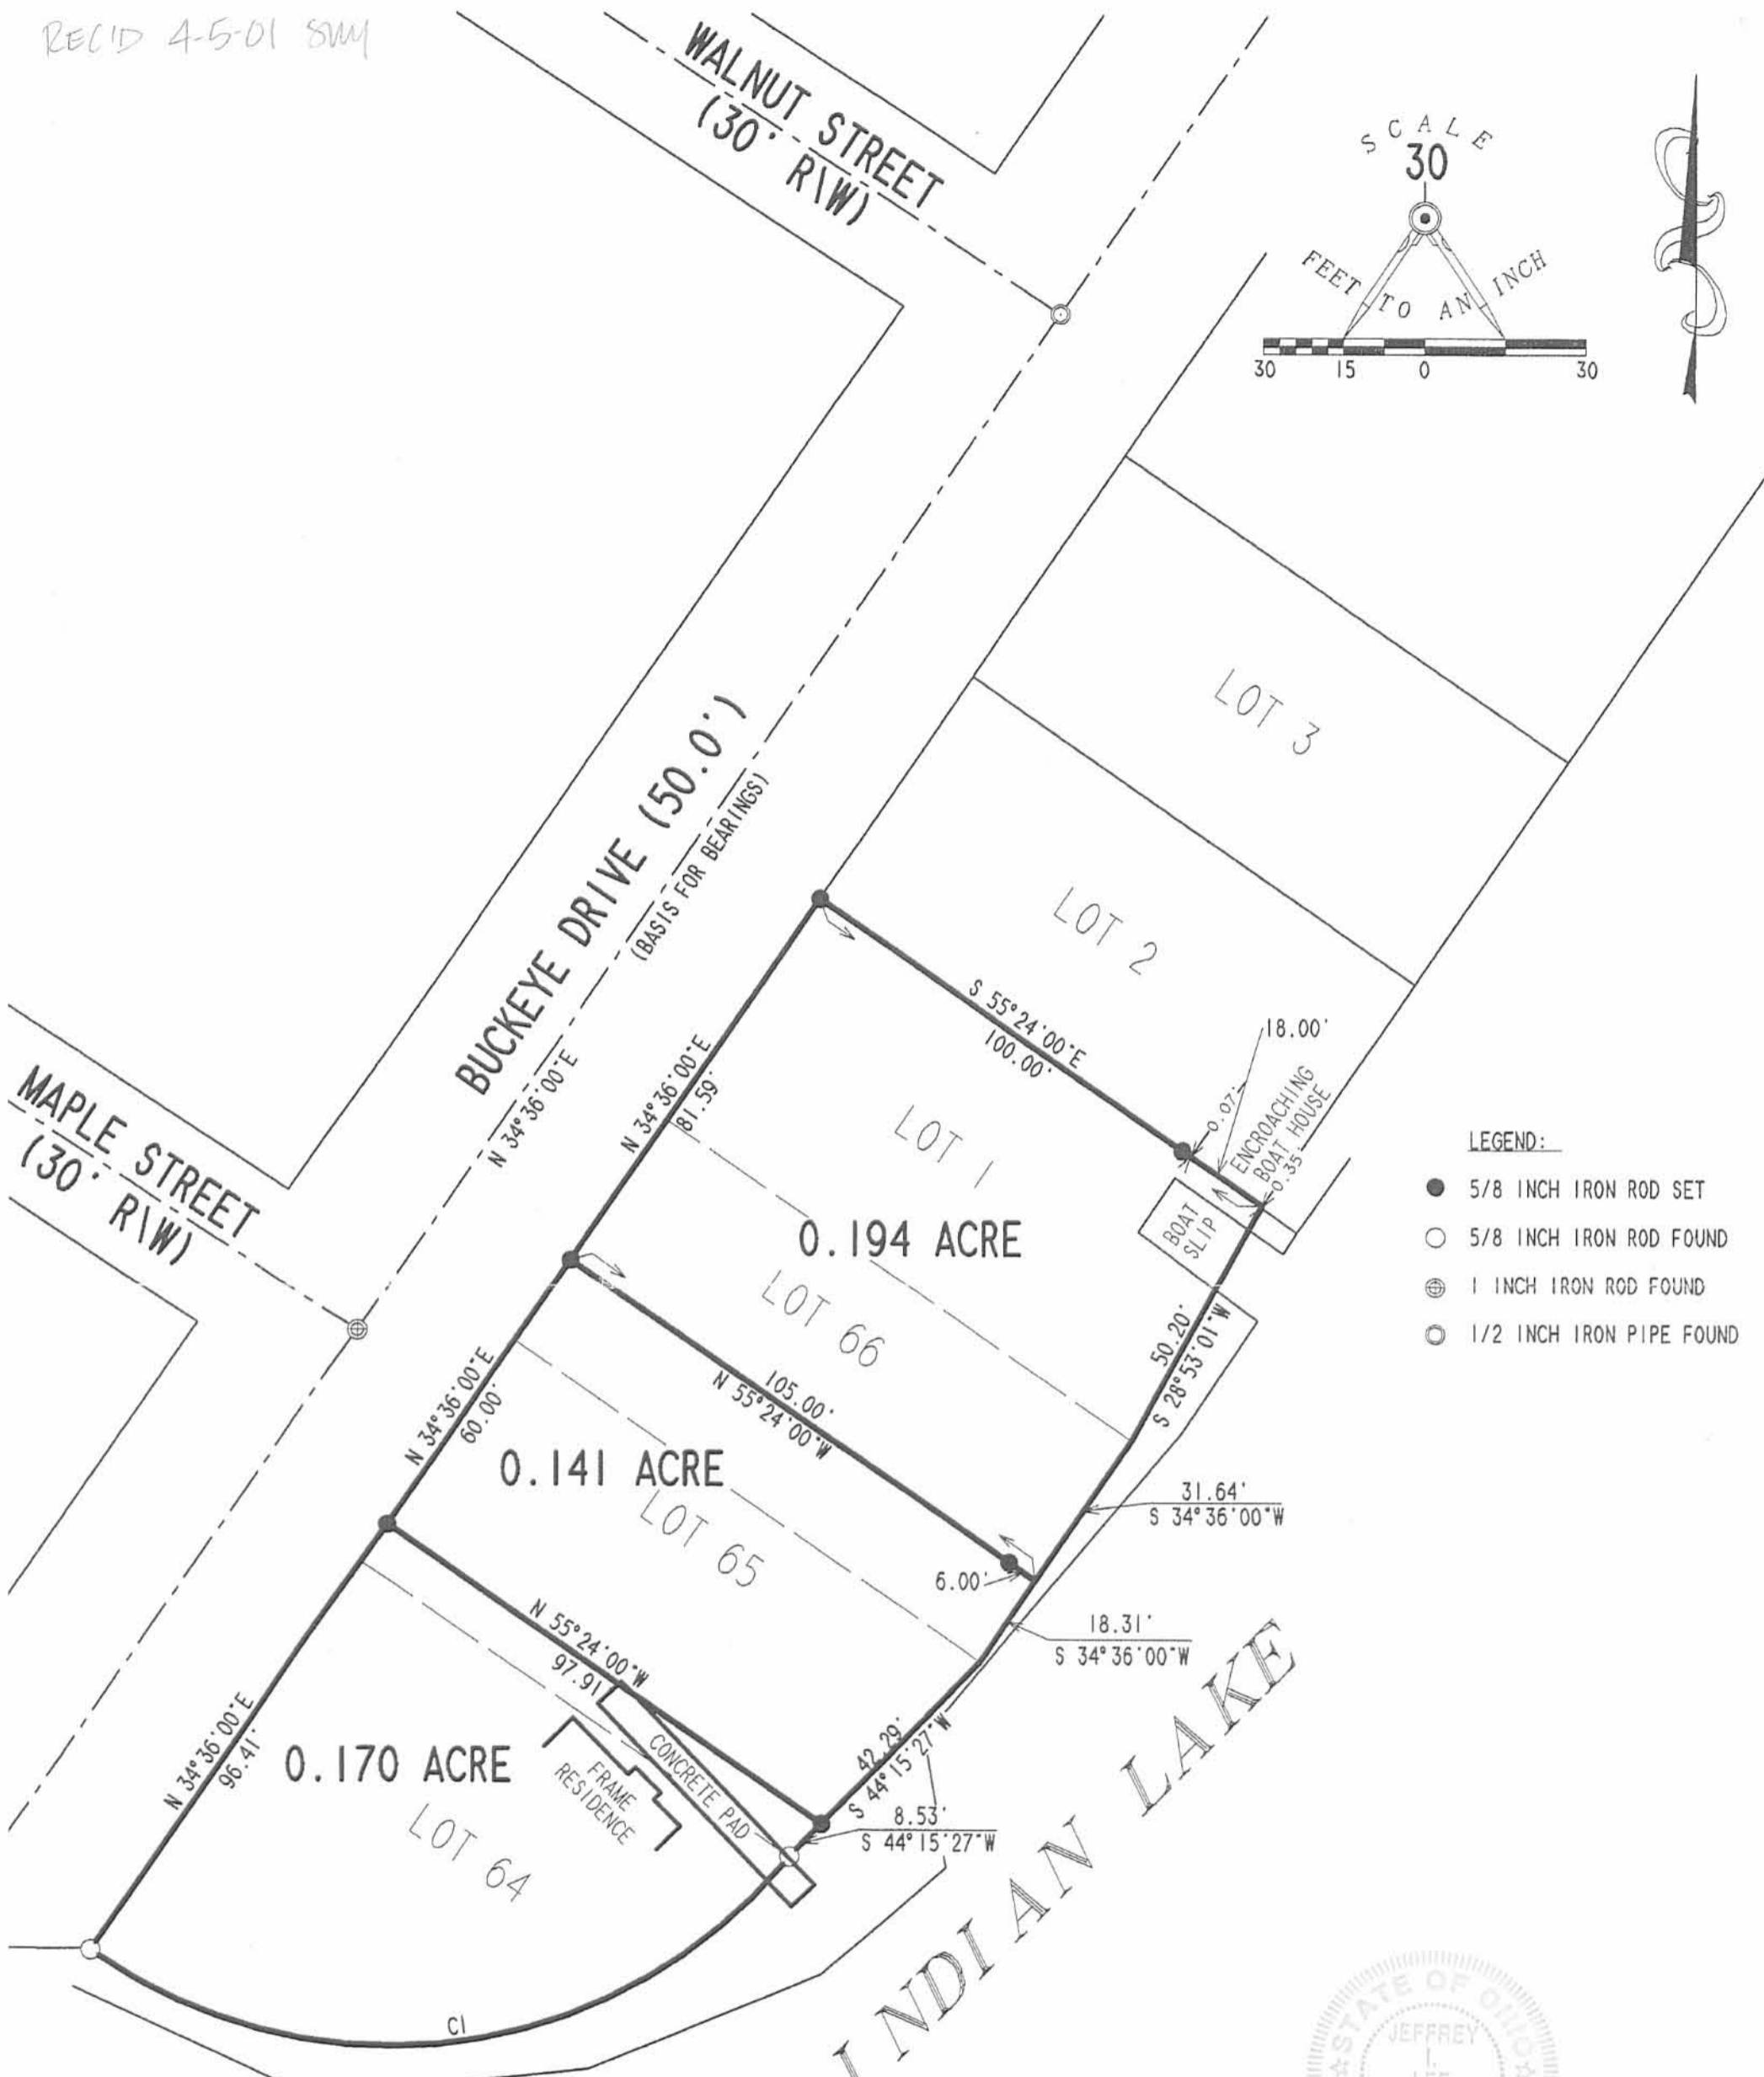 REC'D 4-5-01
WALNUT STREET
(30' R\W)
SCALE
30
FEET TO AN INCH
30 15 0 30
LOT 3
BUCKEYE DRIVE (50.0')
(BASIS FOR BEARINGS)
N 34°36'00"E
LOT 2
S 55°24'00"E
100.00'
18.00'
0.07'
ENCROACHING
BOAT HOUSE
0.35'
MAPLE STREET
(30' R\W)
N 34°36'00"E
81.59'
LOT 1
BOAT
SLIP
LEGEND:
5/8 INCH IRON ROD SET
5/8 INCH IRON ROD FOUND
1 INCH IRON ROD FOUND
1/2 INCH IRON PIPE FOUND
0.194 ACRE
LOT 66
50.20'
S 28°53'01"W
N 34°36'00"E
60.00'
105.00'
N 55°24'00"W
0.141 ACRE
LOT 65
31.64'
S 34°36'00"W
6.00'
18.31'
S 34°36'00"W
N 55°24'00"W
97.91'
N 34°36'00"E
96.41'
0.170 ACRE
LOT 64
FRAME
RESIDENCE
CONCRETE PAD
42.29'
S 44°15'27"W
8.53'
S 44°15'27"W
C1
INDIAN LAKE
STATE OF OHIO
JEFFREY
I.